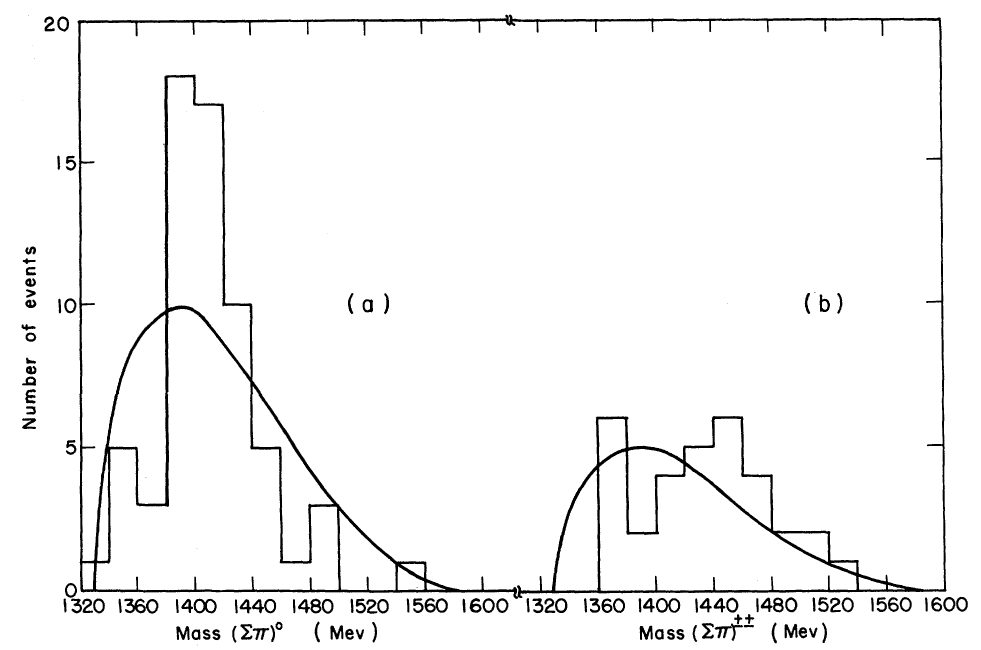 20
15
10
5
0
Number of events
(a)
(b)
1320 1360 1400 1440 1480 1520 1560 1600 1320 1360 1400 1440 1480 1520 1560 1600
Mass (Σπ)⁰ (Mev) Mass (Σπ)±± (Mev)